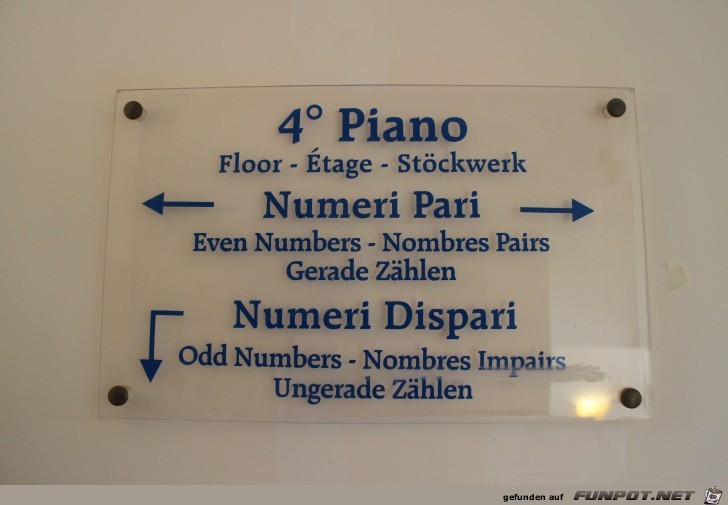 4° Piano
Floor - Étage - Stöckwerk
Numeri Pari
Even Numbers - Nombres Pairs
Gerade Zählen
Numeri Dispari
Odd Numbers - Nombres Impairs
Ungerade Zählen
gefunden auf FUNPOT.NET